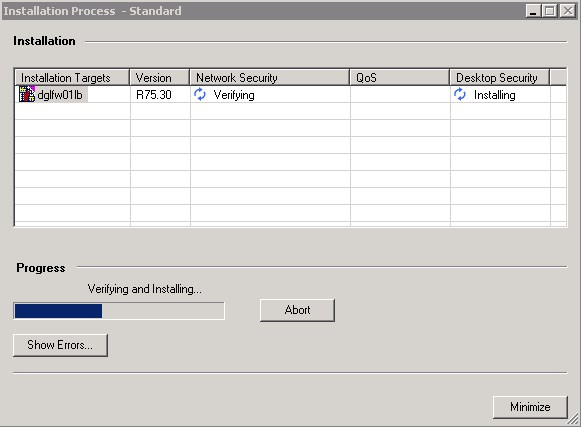 Installation Process - Standard
Installation
Installation Targets Version Network Security QoS Desktop Security
dglfw01lb R75.30 Verifying Installing
Progress
Verifying and Installing...
Abort
Show Errors...
Minimize